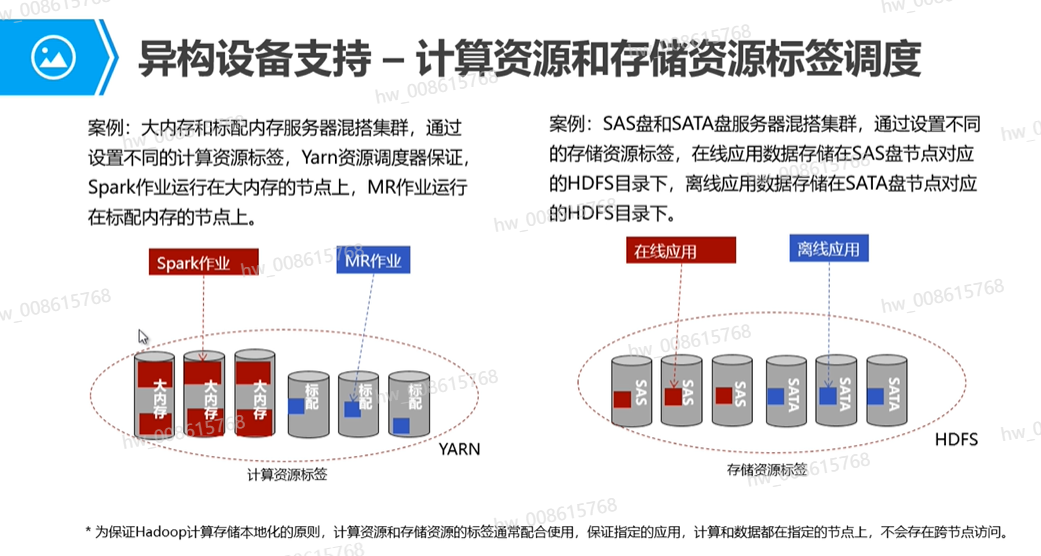 异构设备支持 – 计算资源和存储资源标签调度
案例：大内存和标配内存服务器混搭集群，通过
设置不同的计算资源标签，Yarn资源调度器保证，
Spark作业运行在大内存的节点上，MR作业运行
在标配内存的节点上。
Spark作业
MR作业
大内存
大内存
大内存
标配
标配
标配
YARN
计算资源标签
案例：SAS盘和SATA盘服务器混搭集群，通过设置不同
的存储资源标签，在线应用数据存储在SAS盘节点对应
的HDFS目录下，离线应用数据存储在SATA盘节点对应
的HDFS目录下。
在线应用
离线应用
SAS
SAS
SAS
SATA
SATA
SATA
HDFS
存储资源标签
* 为保证Hadoop计算存储本地化的原则，计算资源和存储资源的标签通常配合使用，保证指定的应用，计算和数据都在指定的节点上，不会存在跨节点访问。
hw_008615768